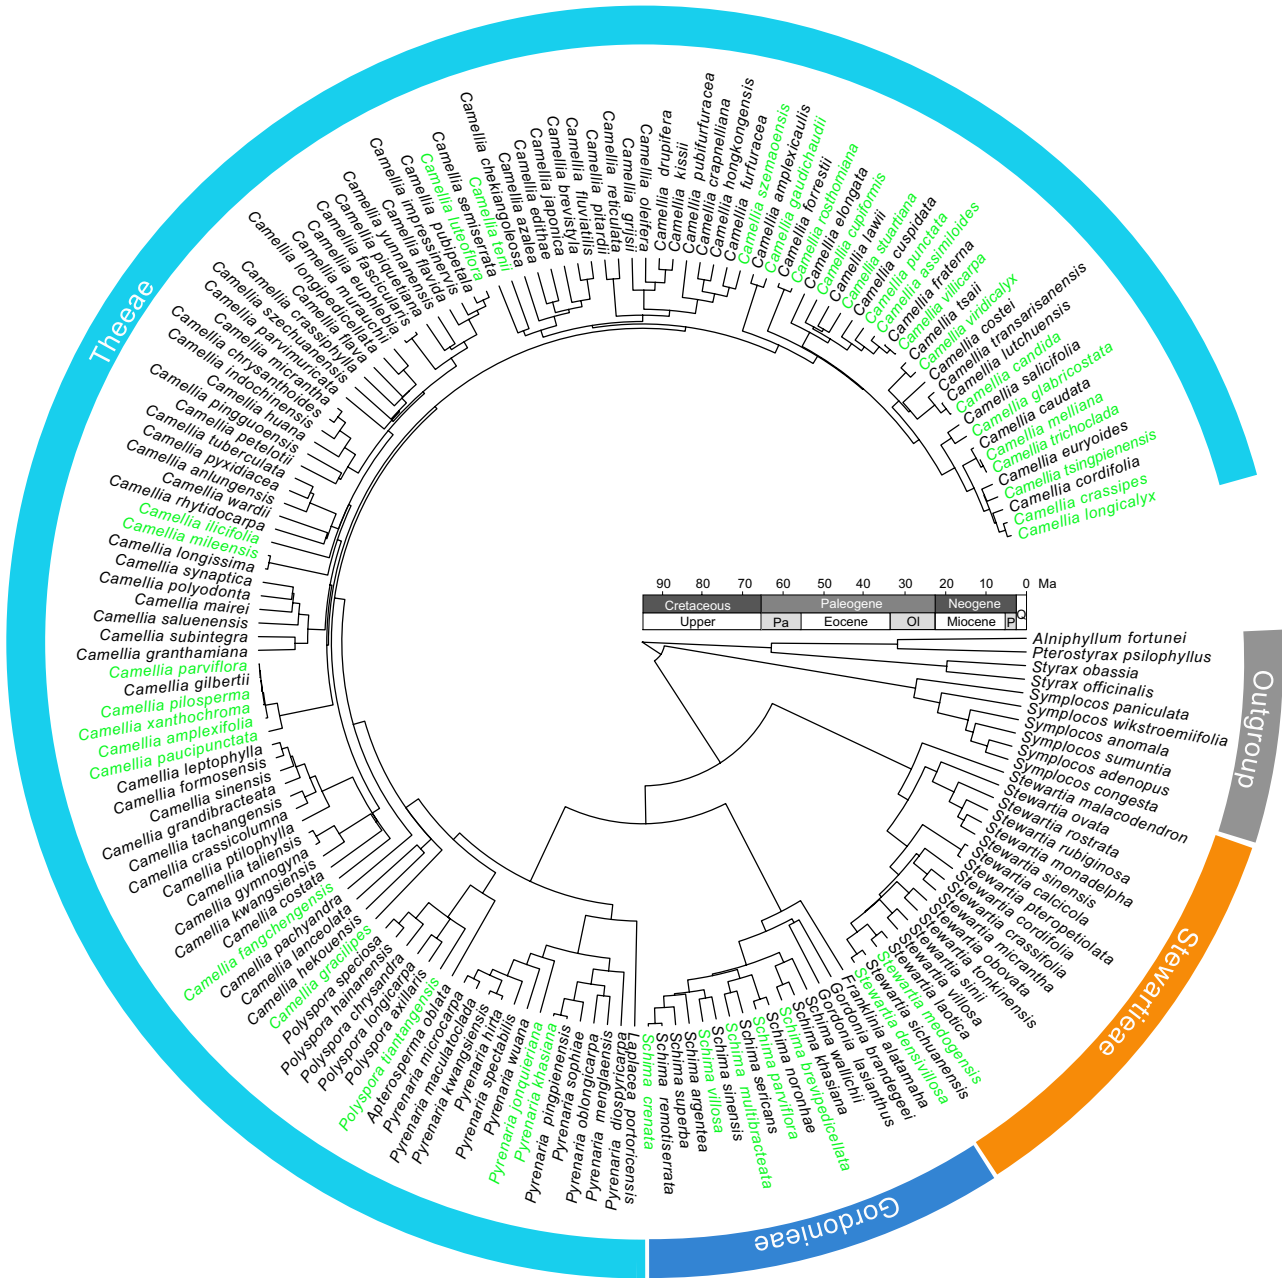 Theeae
Camellia cheklangoleosa
Camellia azalea
Camellia edithae
Camellia japonica
Camellia brevistyla
Camellia fluviatilis
Camellia pitardii
Camellia reticulata
Camellia grijsii
Camellia oleifera
Camellia drupifera
Camellia kissii
Camellia pubifurfuracea
Camellia crapnelliana
Camellia hongkongensis
Camellia furfuracea
Camellia szemaoensis
Camellia amplexicaulis
Camellia gaudichaudii
Camellia forrestii
Camellia rosthorniana
Camellia elongata
Camellia cupiformis
Camellia lawii
Camellia stuartiana
Camellia cuspidata
Camellia punctata
Camellia assimiloides
Camellia fraterna
Camellia villicarpa
Camellia tsaii
Camellia viridicalyx
Camellia costei
Camellia transarisanensis
Camellia lutchuensis
Camellia candida
Camellia salicifolia
Camellia glabricostata
Camellia caudata
Camellia melliana
Camellia trichoclada
Camellia euryoides
Camellia tsingpienensis
Camellia cordifolia
Camellia crassipes
Camellia longicalyx
90 80 70 60 50 40 30 20 10 0 Ma
Cretaceous Paleogene Neogene Q
Upper Pa Eocene Ol Miocene P
Alniphyllum fortunei
Pterostyrax psilophyllus
Styrax obassia
Styrax officinalis
Symplocos paniculata
Symplocos wikstroemiifolia
Symplocos anomala
Symplocos sumuntia
Symplocos adenopus
Symplocos congesta
Outgroup
Stewartia malacodendron
Stewartia ovata
Stewartia rostrata
Stewartia rubiginosa
Stewartia monadelpha
Stewartia sinensis
Stewartia calcicola
Stewartia pteropetiolata
Stewartia cordifolia
Stewartia crassifolia
Stewartia micrantha
Stewartia obovata
Stewartia tonkinensis
Stewartia sinii
Stewartia villosa
Stewartia laotica
Stewartia medogensis
Stewartia sichuanensis
Stewartia densivillosa
Stewartieae
Franklinia alatamaha
Gordonia brandegeei
Gordonia lasianthus
Schima khasiana
Schima wallichii
Schima brevipedicellata
Schima noronhae
Schima parviflora
Schima sericans
Schima multibracteata
Schima sinensis
Schima villosa
Schima argentea
Schima superba
Schima remotiserrata
Schima crenata
Gordonieae
Laplacea portoricensis
Pyrenaria diospyricarpa
Pyrenaria menglaensis
Pyrenaria oblongicarpa
Pyrenaria sophiae
Pyrenaria pingpienensis
Pyrenaria khasiana
Pyrenaria jonquieriana
Pyrenaria wuana
Pyrenaria spectabilis
Pyrenaria hirta
Pyrenaria kwangsiensis
Pyrenaria maculatoclada
Pyrenaria microcarpa
Apterosperma oblata
Polyspora tiantangensis
Polyspora axillaris
Polyspora longicarpa
Polyspora chrysandra
Polyspora hainanensis
Polyspora speciosa
Camellia gracilipes
Camellia hekouensis
Camellia lanceolata
Camellia pachyandra
Camellia fangchengensis
Camellia costata
Camellia kwangsiensis
Camellia gymnogyna
Camellia taliensis
Camellia ptilophylla
Camellia crassicolumna
Camellia tachangensis
Camellia grandibracteata
Camellia sinensis
Camellia formosensis
Camellia leptophylla
Camellia paucipunctata
Camellia amplexifolia
Camellia xanthochroma
Camellia pilosperma
Camellia gilbertii
Camellia parviflora
Camellia granthamiana
Camellia subintegra
Camellia saluenensis
Camellia mairei
Camellia polyodonta
Camellia synaptica
Camellia longissima
Camellia mileensis
Camellia ilicifolia
Camellia rhytidocarpa
Camellia wardii
Camellia anlungensis
Camellia pyxidiacea
Camellia tuberculata
Camellia petelotii
Camellia pingguoensis
Camellia huana
Camellia indochinensis
Camellia chrysanthoides
Camellia micrantha
Camellia parvimuricata
Camellia szechuanensis
Camellia crassiphylla
Camellia flava
Camellia longipedicellata
Camellia murauchii
Camellia euphlebia
Camellia fascicularis
Camellia piquetiana
Camellia yunnanensis
Camellia flavida
Camellia impressinervis
Camellia pubipetala
Camellia luteoflora
Camellia semiserrata
Camellia tenii